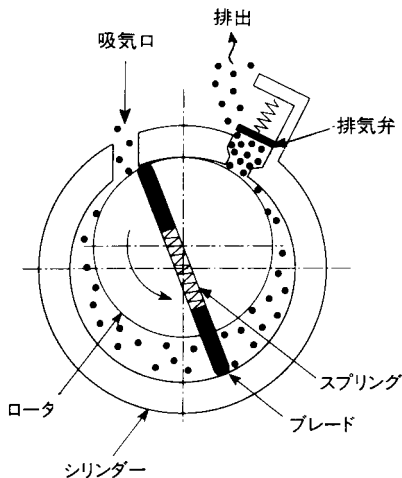 排出
吸気口
排気弁
スプリング
ロータ
ブレード
シリンダー